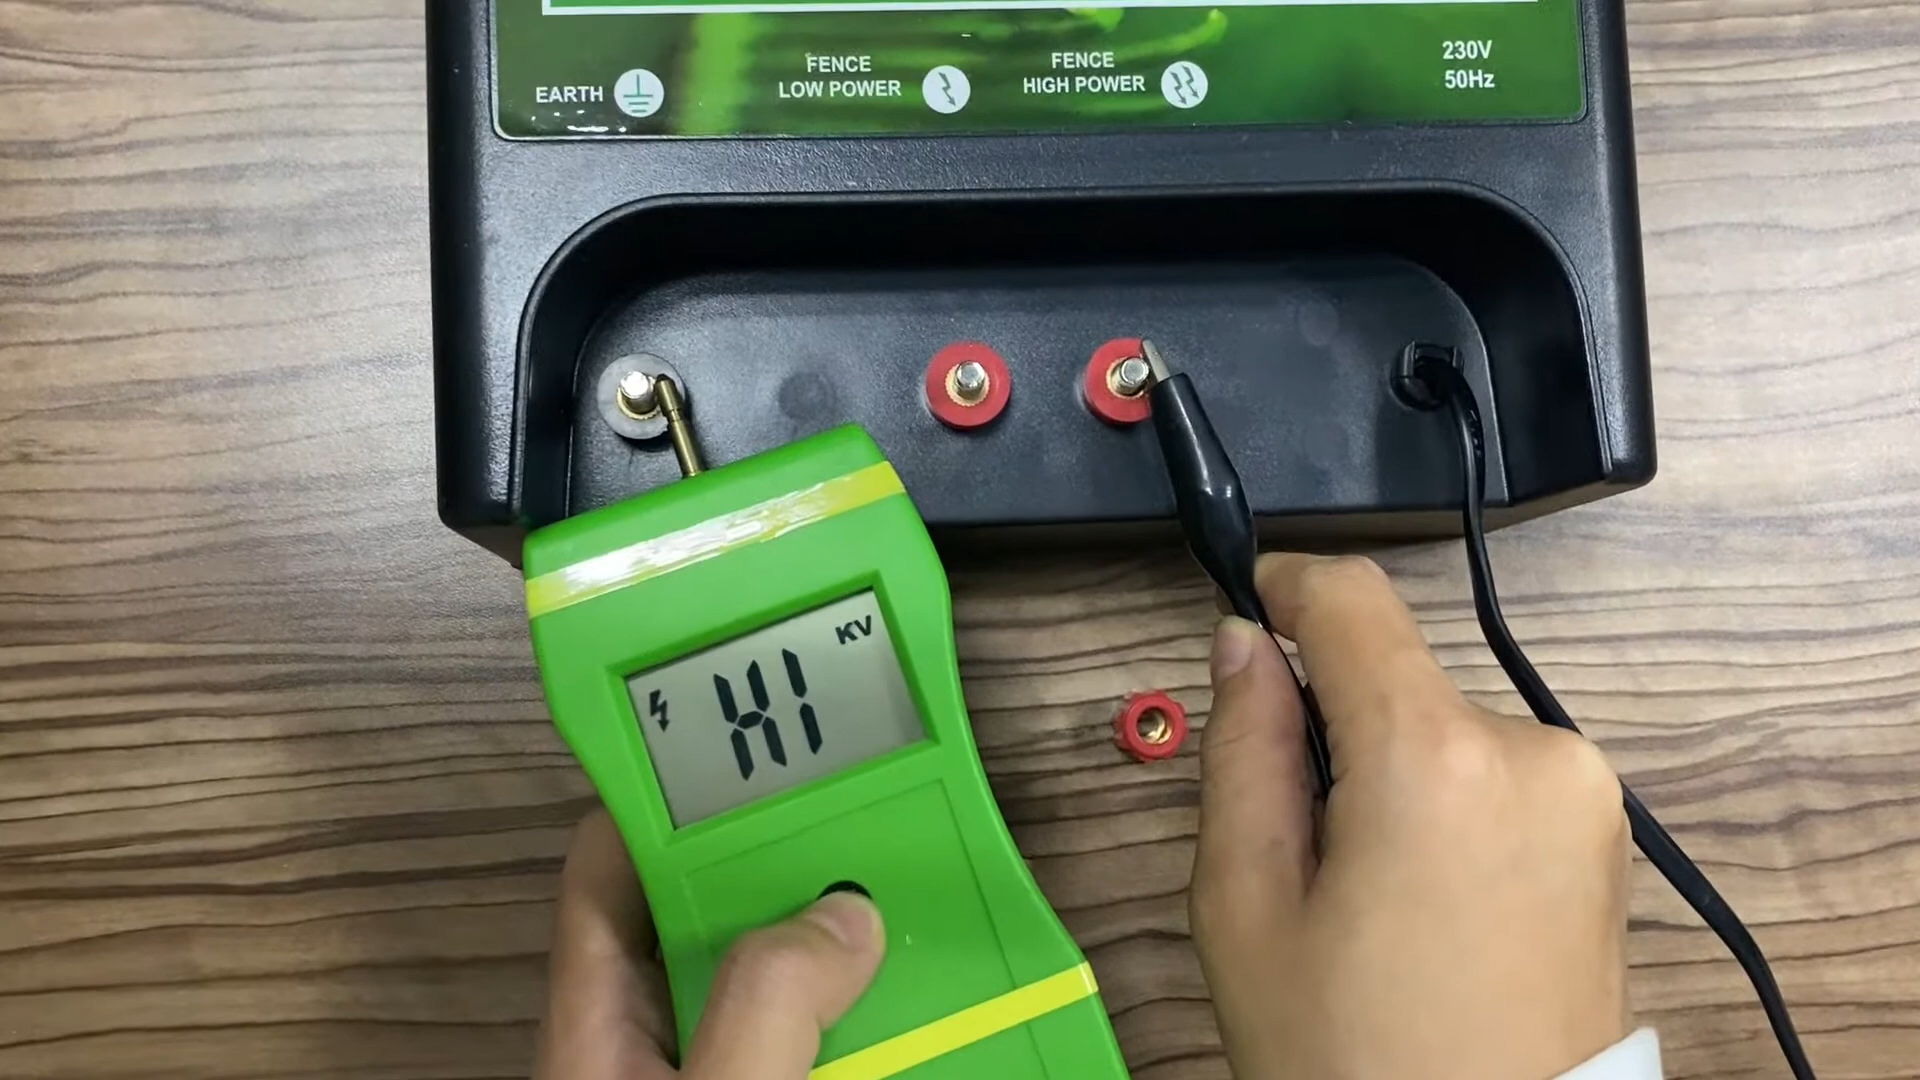 EARTH
FENCE
LOW POWER
FENCE
HIGH POWER
230V
50Hz
KV
HI